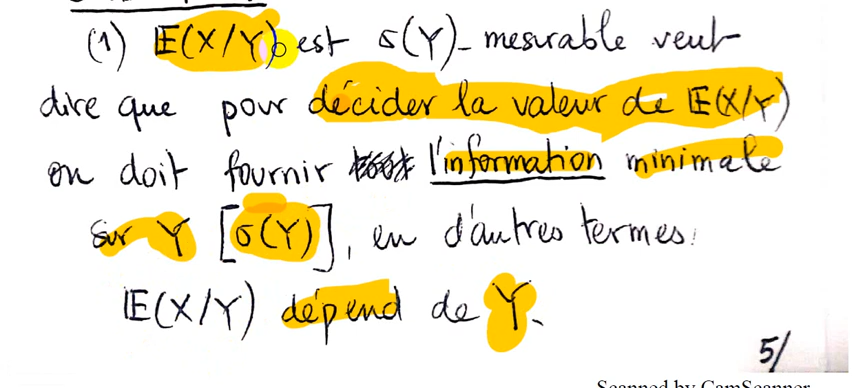 (1) E(X/Y) est σ(Y)-mesurable veut
dire que pour décider la valeur de E(X/Y)
on doit fournir l'information minimale
sur Y [σ(Y)], en d'autres termes:
E(X/Y) dépend de Y.
5/
Scanned by CamScanner